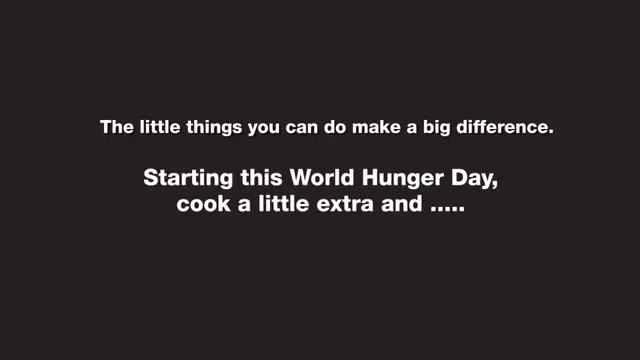 The little things you can do make a big difference.
Starting this World Hunger Day,
cook a little extra and .....